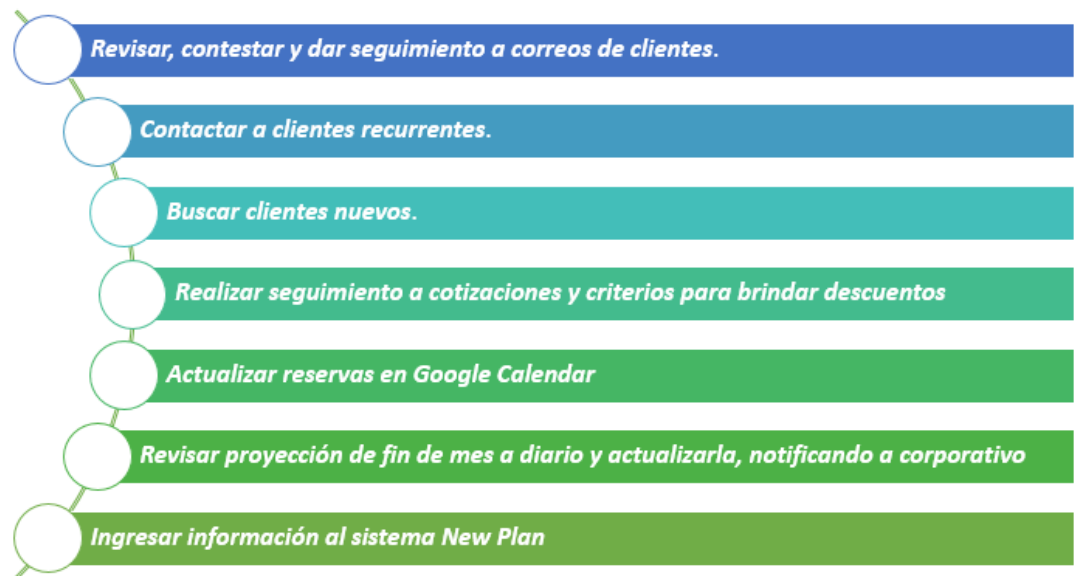 Revisar, contestar y dar seguimiento a correos de clientes.
Contactar a clientes recurrentes.
Buscar clientes nuevos.
Realizar seguimiento a cotizaciones y criterios para brindar descuentos
Actualizar reservas en Google Calendar
Revisar proyección de fin de mes a diario y actualizarla, notificando a corporativo
Ingresar información al sistema New Plan